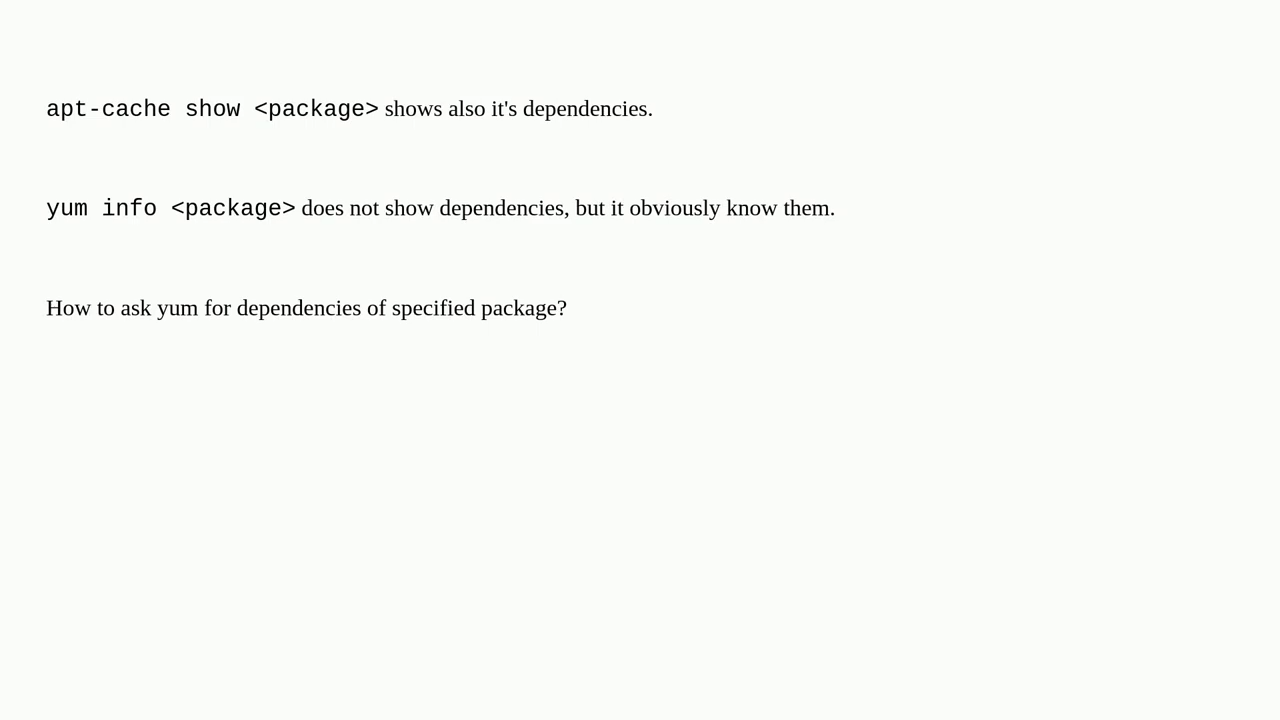 apt-cache show <package> shows also it's dependencies.
yum info <package> does not show dependencies, but it obviously know them.
How to ask yum for dependencies of specified package?